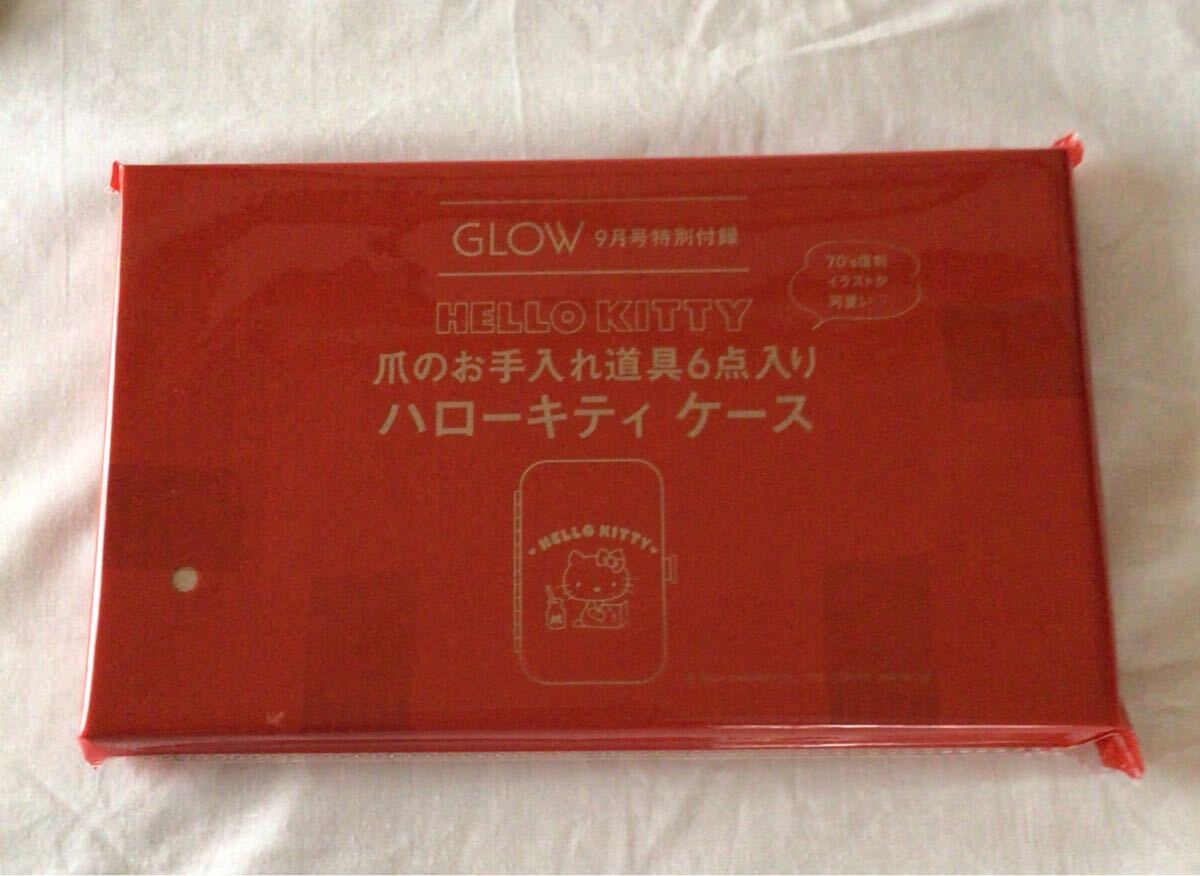 GLOW 9月号特別付録
70's復刻
イラストが
可愛い♡
HELLO KITTY
爪のお手入れ道具6点入り
ハローキティ ケース
HELLO KITTY